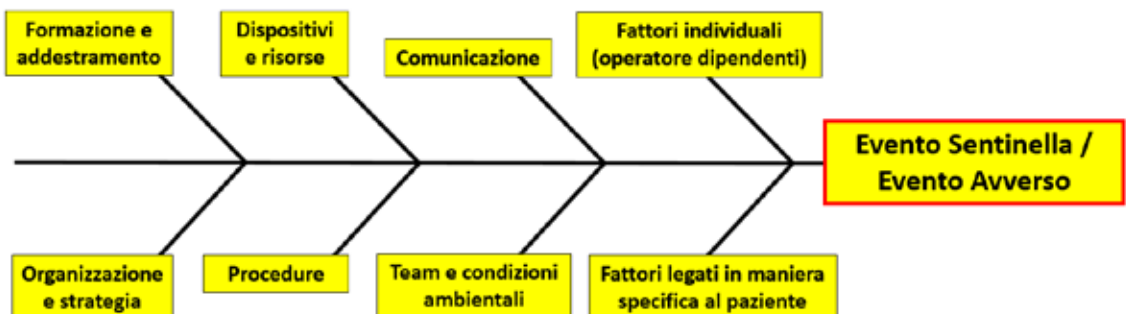 Formazione e
addestramento
Dispositivi
e risorse
Comunicazione
Fattori individuali
(operatore dipendenti)
Evento Sentinella /
Evento Avverso
Organizzazione
e strategia
Procedure
Team e condizioni
ambientali
Fattori legati in maniera
specifica al paziente